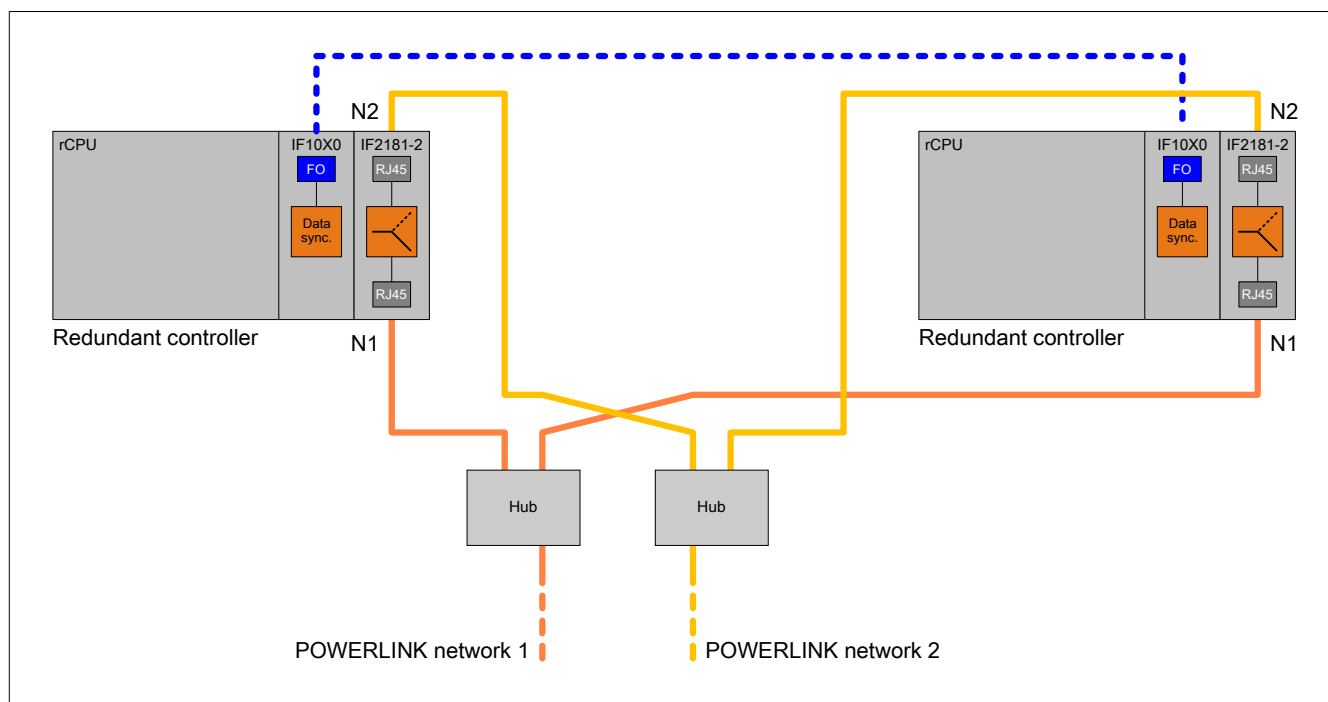 N2
N2
rCPU
IF10X0
IF2181-2
rCPU
IF10X0
IF2181-2
FO
RJ45
FO
RJ45
Data
sync.
Data
sync.
RJ45
RJ45
Redundant controller
N1
Redundant controller
N1
Hub
Hub
POWERLINK network 1
POWERLINK network 2